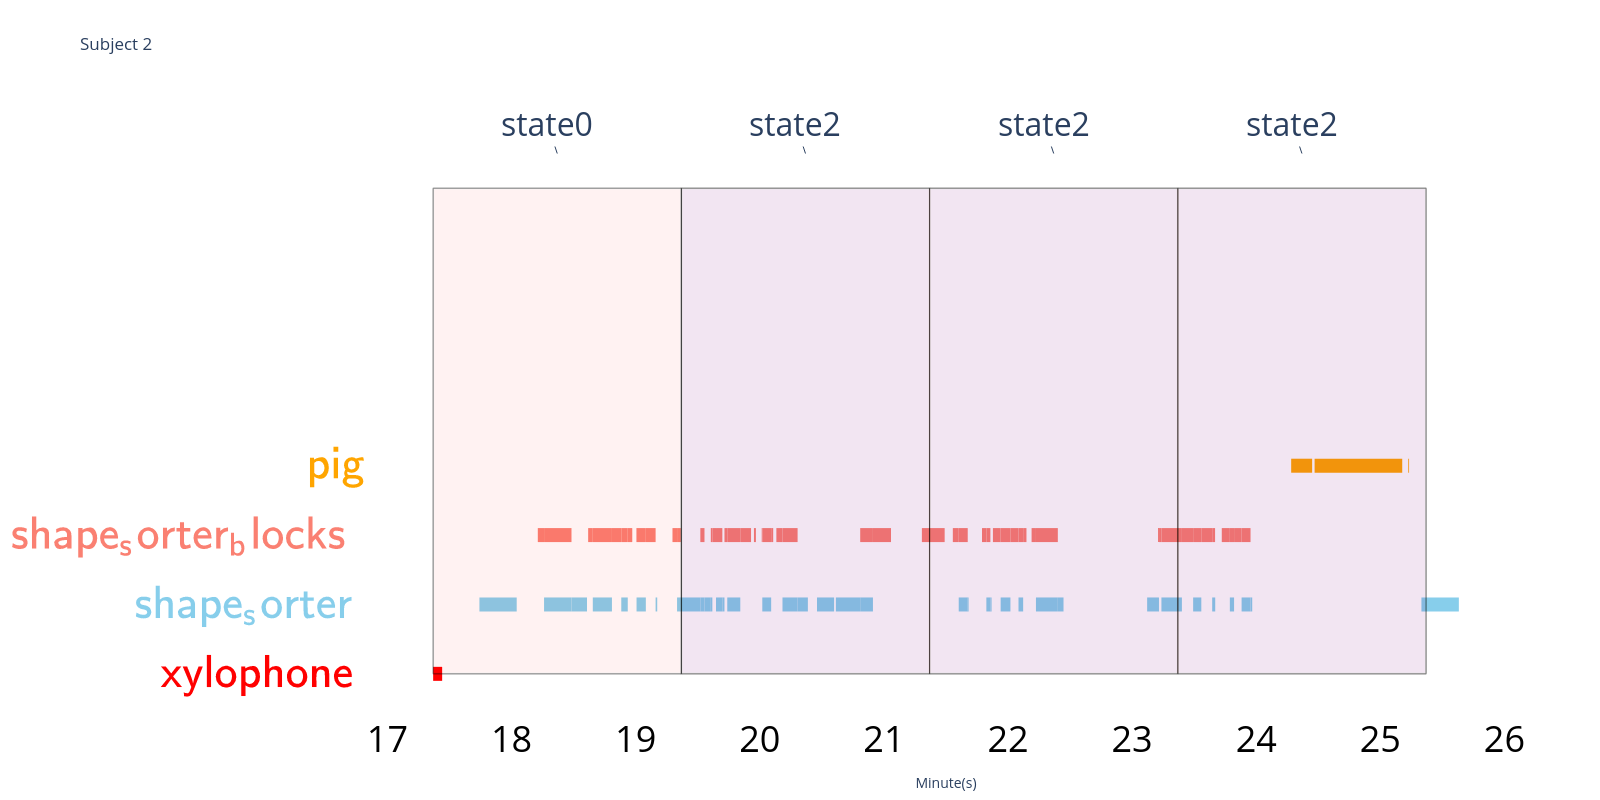 Subject 2
state0 state2 state2 state2
pig
shapesorterblocks
shapesorter
xylophone
17 18 19 20 21 22 23 24 25 26
Minute(s)